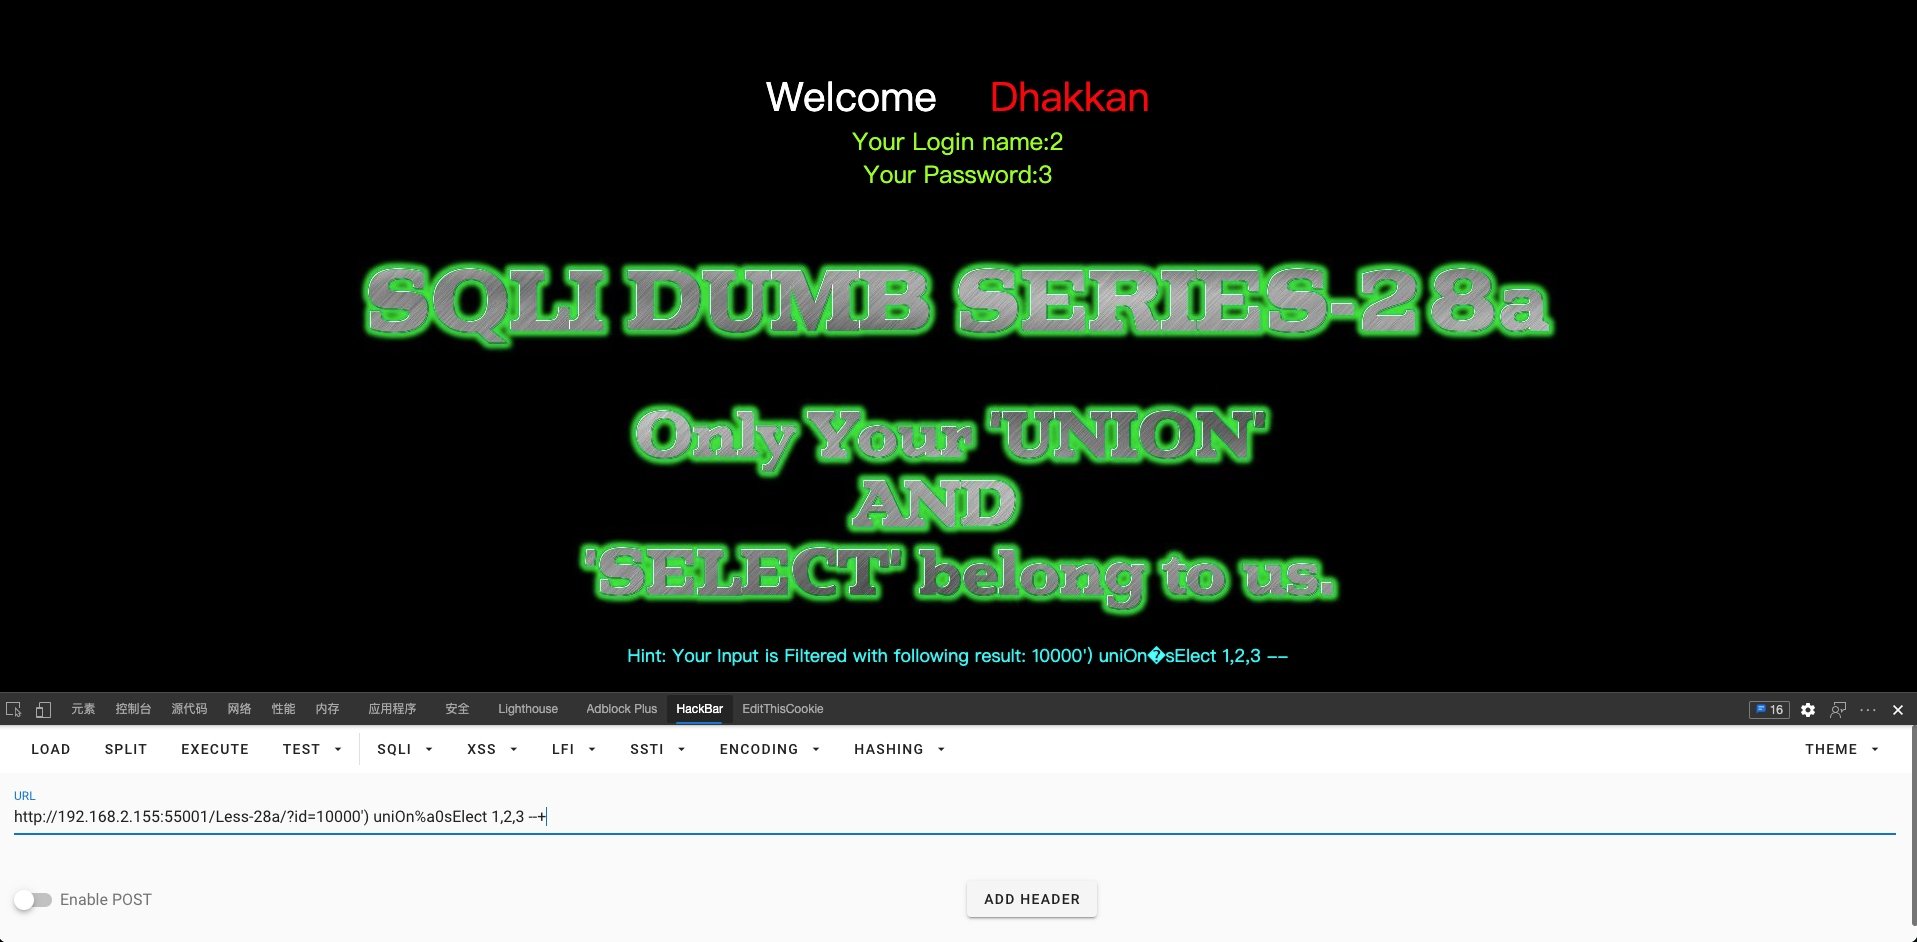 Welcome Dhakkan
Your Login name:2
Your Password:3
SQLI DUMB SERIES-28a
Only Your 'UNION'
AND
'SELECT' belong to us.
Hint: Your Input is Filtered with following result: 10000') uniOn�sElect 1,2,3 --
元素 控制台 源代码 网络 性能 内存 应用程序 安全 Lighthouse Adblock Plus HackBar EditThisCookie 16
LOAD SPLIT EXECUTE TEST SQLI XSS LFI SSTI ENCODING HASHING THEME
URL
http://192.168.2.155:55001/Less-28a/?id=10000') uniOn%a0sElect 1,2,3 --+
Enable POST ADD HEADER